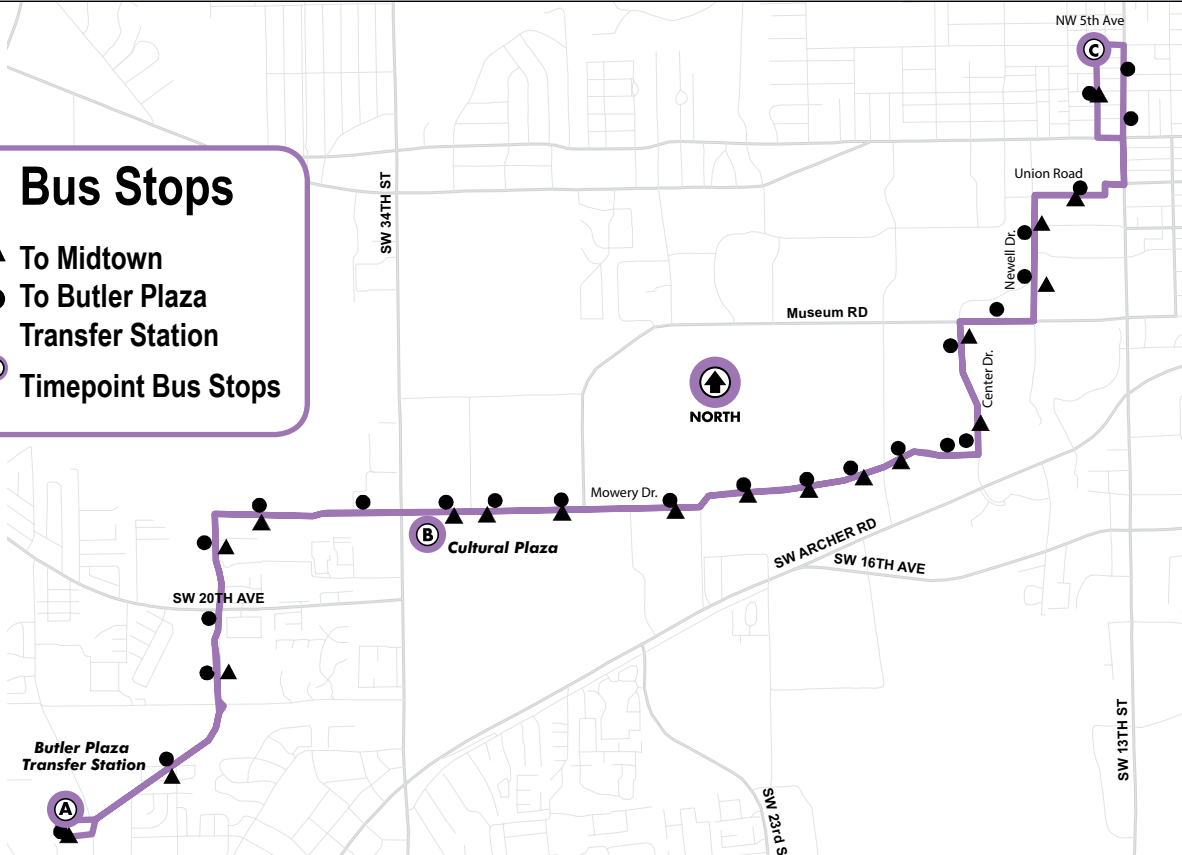 NW 5th Ave
C
Bus Stops
To Midtown
To Butler Plaza
Transfer Station
Timepoint Bus Stops
SW 34TH ST
Union Road
Newell Dr.
Museum RD
Center Dr.
NORTH
Mowery Dr.
B
Cultural Plaza
SW ARCHER RD
SW 16TH AVE
SW 20TH AVE
SW 13TH ST
Butler Plaza
Transfer Station
A
SW 23rd S